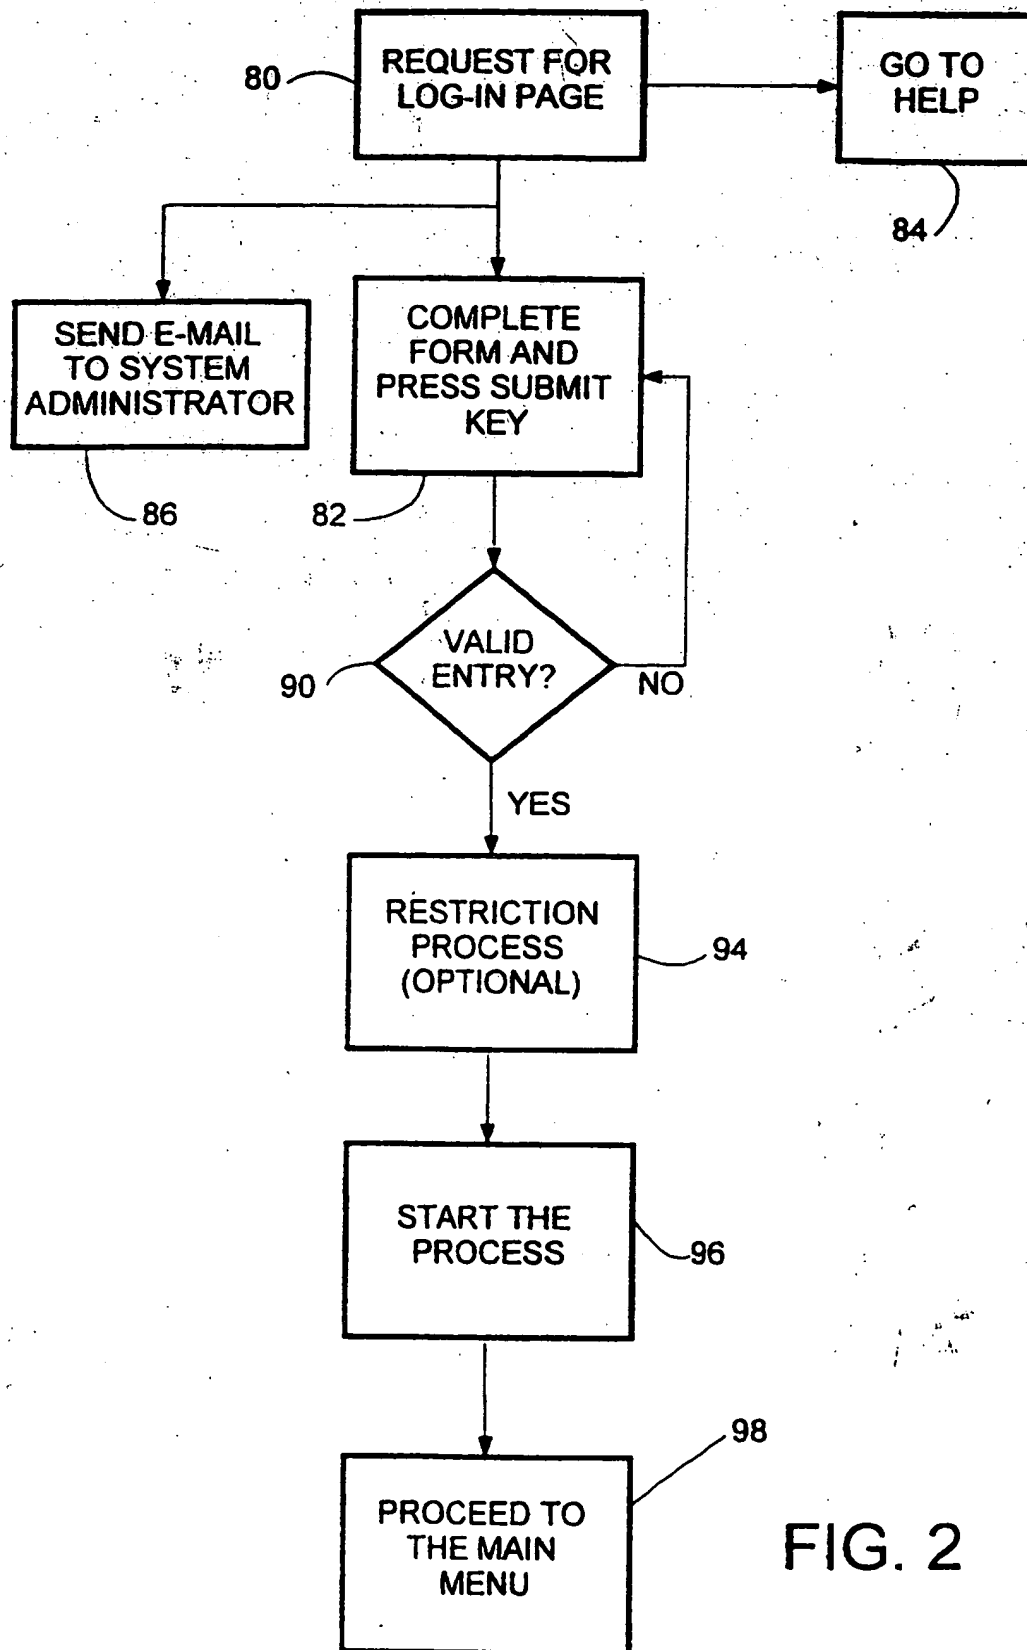 REQUEST FOR
LOG-IN PAGE
80
GO TO
HELP
84
SEND E-MAIL
TO SYSTEM
ADMINISTRATOR
86
COMPLETE
FORM AND
PRESS SUBMIT
KEY
82
VALID
ENTRY?
90
NO
YES
RESTRICTION
PROCESS
(OPTIONAL)
94
START THE
PROCESS
96
98
PROCEED TO
THE MAIN
MENU
FIG. 2